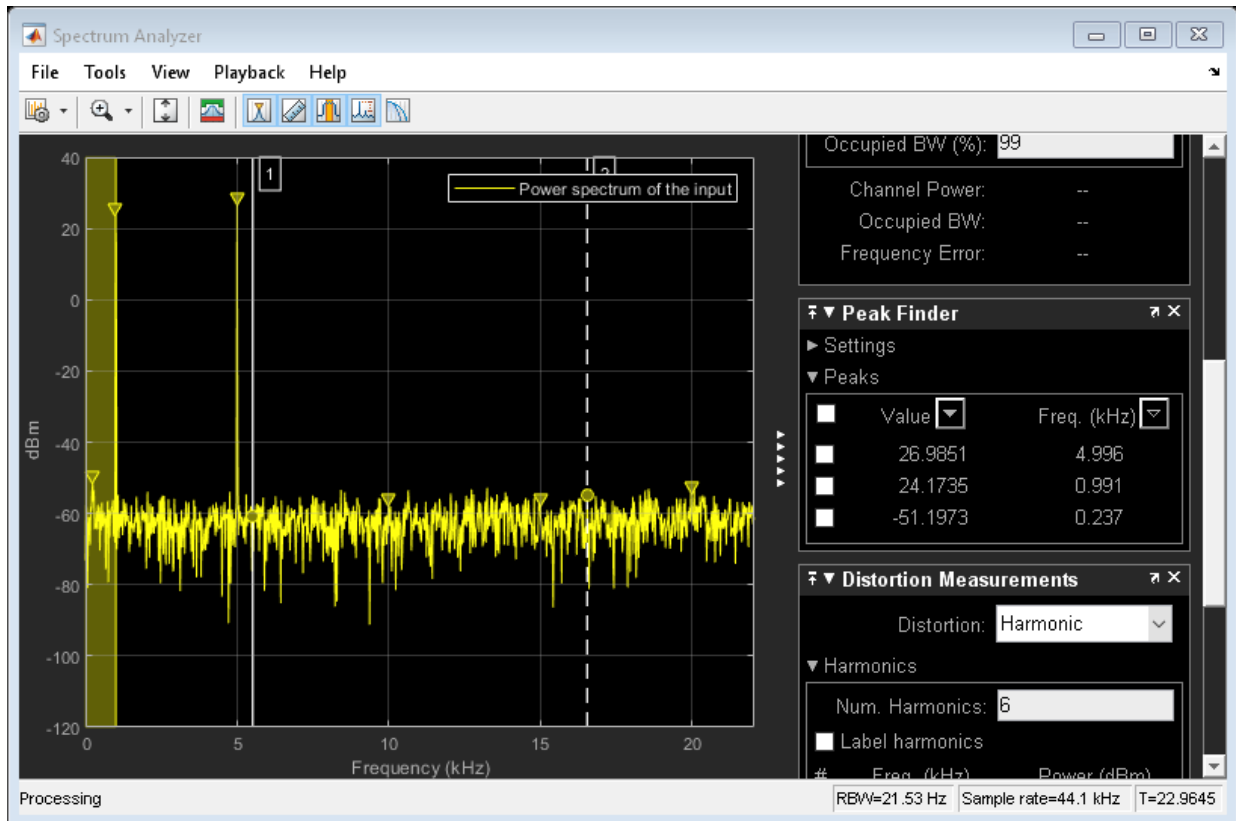 Spectrum Analyzer
File Tools View Playback Help
40
20
0
-20
-40
-60
-80
-100
-120
dBm
0 5 10 15 20
Frequency (kHz)
1
Power spectrum of the input
Occupied BW (%): 99
Channel Power: --
Occupied BW: --
Frequency Error: --
Peak Finder
Settings
Peaks
Value Freq. (kHz)
26.9851 4.996
24.1735 0.991
-51.1973 0.237
Distortion Measurements
Distortion: Harmonic
Harmonics
Num. Harmonics: 6
Label harmonics
# Freq. (kHz) Power (dBm)
Processing
RBW=21.53 Hz Sample rate=44.1 kHz T=22.9645